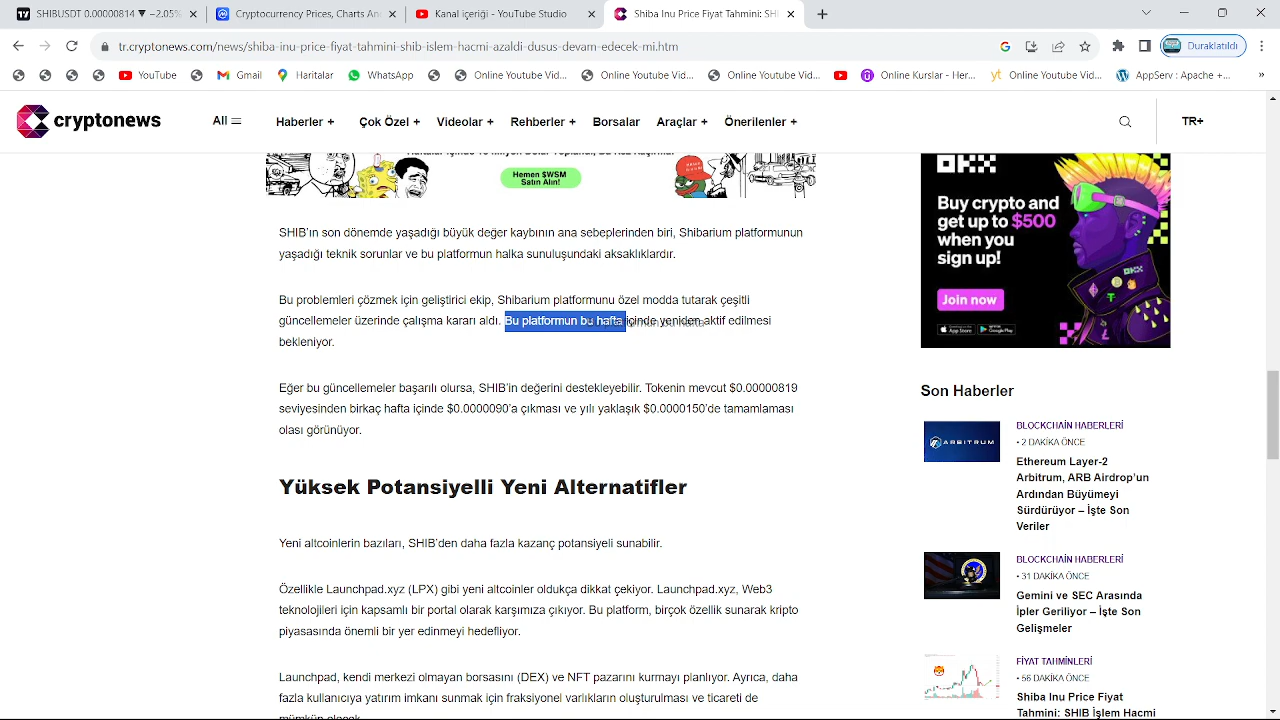 SHIBUSDT 0.00000814 ▼ −2.05%
Cryptocurrency Prices, Charts An
Kanal içeriği - YouTube Studio
Shiba Inu Price Fiyat Tahmini: SHI
tr.cryptonews.com/news/shiba-inu-price-fiyat-tahmini-shib-islem-hacmi-azaldi-dusus-devam-edecek-mi.htm
Duraklatıldı
YouTube
Gmail
Haritalar
WhatsApp
Online Youtube Vid...
Online Youtube Vid...
Online Youtube Vid...
Online Kurslar - Her...
Online Youtube Vid...
AppServ : Apache +...
cryptonews
All
Haberler +
Çok Özel +
Videolar +
Rehberler +
Borsalar
Araçlar +
Önerilenler +
TR+
Hemen $WSM
Satın Alın!
son dönemde yaşadığı büyük değer kaybının ana sebeplerinden biri, Shibarium platformunun
yaşadığı teknik sorunlar ve bu platformun halka sunuluşundaki aksaklıklardır.
Bu problemleri çözmek için geliştirici ekip, Shibarium platformunu özel modda tutarak çeşitli
güncellemeler üzerinde çalışma kararı aldı. Bu platformun bu hafta içinde yeniden aktif edilmesi
bekleniyor.
Eğer bu güncellemeler başarılı olursa, SHIB’in değerini destekleyebilir. Tokenin mevcut $0.00000819
seviyesinden birkaç hafta içinde $0.0000090’a çıkması ve yılı yaklaşık $0.0000150’de tamamlaması
olası görünüyor.
Yüksek Potansiyelli Yeni Alternatifler
Yeni altcoinlerin bazıları, SHIB’den daha fazla kazanç potansiyeli sunabilir.
Özellikle Launchpad.xyz (LPX) gibi yeni altcoinler oldukça dikkat çekiyor. Launchpad.xyz, Web3
teknolojileri için kapsamlı bir portal olarak karşımıza çıkıyor. Bu platform, birçok özellik sunarak kripto
piyasasında önemli bir yer edinmeyi hedefliyor.
Launchpad, kendi merkezi olmayan borsasını (DEX) NFT pazarını kurmayı planlıyor. Ayrıca, daha
fazla kullanıcıya yatırım imkanı sunmak için fraksiyonel varlıkların oluşturulması ve ticareti de
mümkün olacak.
OKX
Buy crypto and
get up to $500
when you
sign up!
Join now
App Store
Google Play
Son Haberler
ARBITRUM
BLOCKCHAİN HABERLERİ
• 2 DAKİKA ÖNCE
Ethereum Layer-2
Arbitrum, ARB Airdrop’un
Ardından Büyümeyi
Sürdürüyor – İşte Son
Veriler
BLOCKCHAİN HABERLERİ
• 31 DAKİKA ÖNCE
Gemini ve SEC Arasında
İpler Geriliyor – İşte Son
Gelişmeler
FİYAT TAHMİNLERİ
• 56 DAKİKA ÖNCE
Shiba Inu Price Fiyat
Tahmini: SHIB İşlem Hacmi